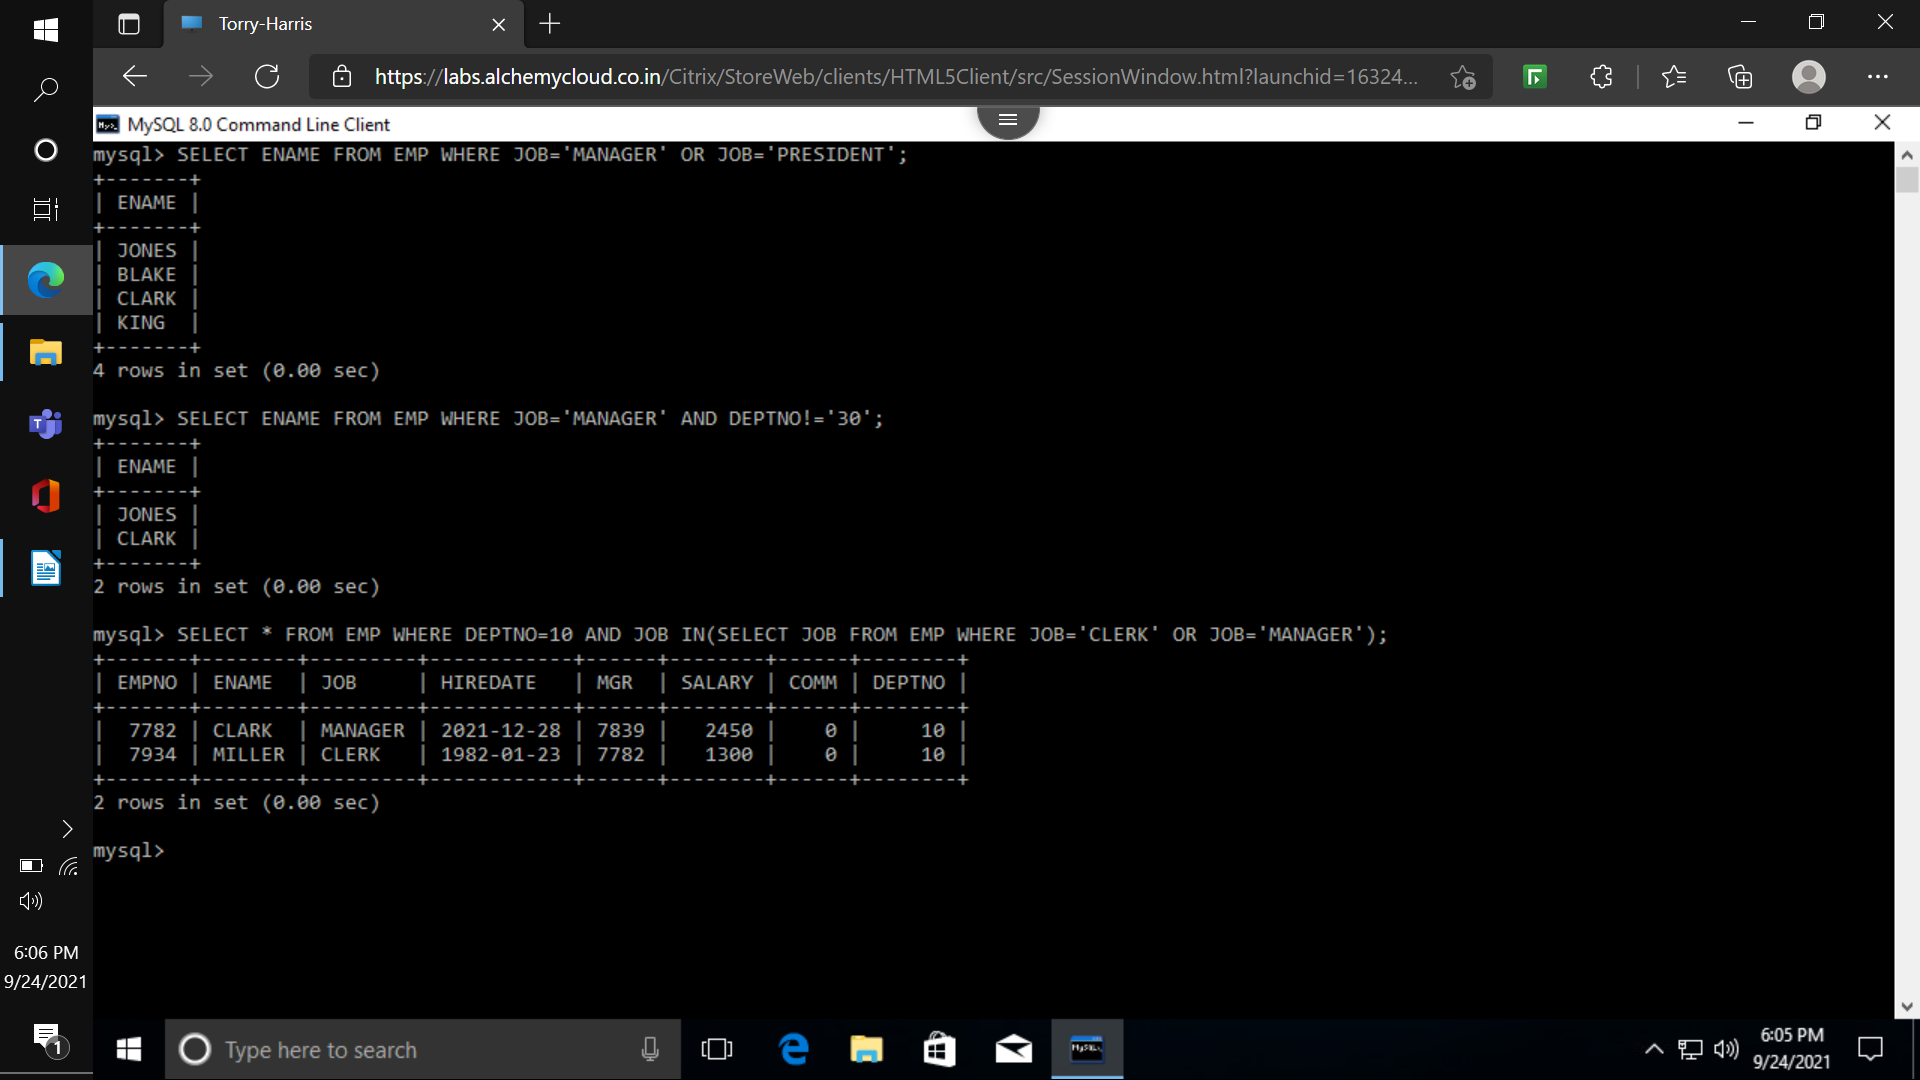 Torry-Harris
https://labs.alchemycloud.co.in/Citrix/StoreWeb/clients/HTML5Client/src/SessionWindow.html?launchid=16324...
MySQL 8.0 Command Line Client
mysql> SELECT ENAME FROM EMP WHERE JOB='MANAGER' OR JOB='PRESIDENT';
+-------+
| ENAME |
+-------+
| JONES |
| BLAKE |
| CLARK |
| KING  |
+-------+
4 rows in set (0.00 sec)
mysql> SELECT ENAME FROM EMP WHERE JOB='MANAGER' AND DEPTNO!='30';
+-------+
| ENAME |
+-------+
| JONES |
| CLARK |
+-------+
2 rows in set (0.00 sec)
mysql> SELECT * FROM EMP WHERE DEPTNO=10 AND JOB IN(SELECT JOB FROM EMP WHERE JOB='CLERK' OR JOB='MANAGER');
+-------+--------+---------+------------+------+--------+------+--------+
| EMPNO | ENAME  | JOB     | HIREDATE   | MGR  | SALARY | COMM | DEPTNO |
+-------+--------+---------+------------+------+--------+------+--------+
|  7782 | CLARK  | MANAGER | 2021-12-28 | 7839 |   2450 |    0 |     10 |
|  7934 | MILLER | CLERK   | 1982-01-23 | 7782 |   1300 |    0 |     10 |
+-------+--------+---------+------------+------+--------+------+--------+
2 rows in set (0.00 sec)
mysql>
6:06 PM
9/24/2021
1
Type here to search
6:05 PM
9/24/2021